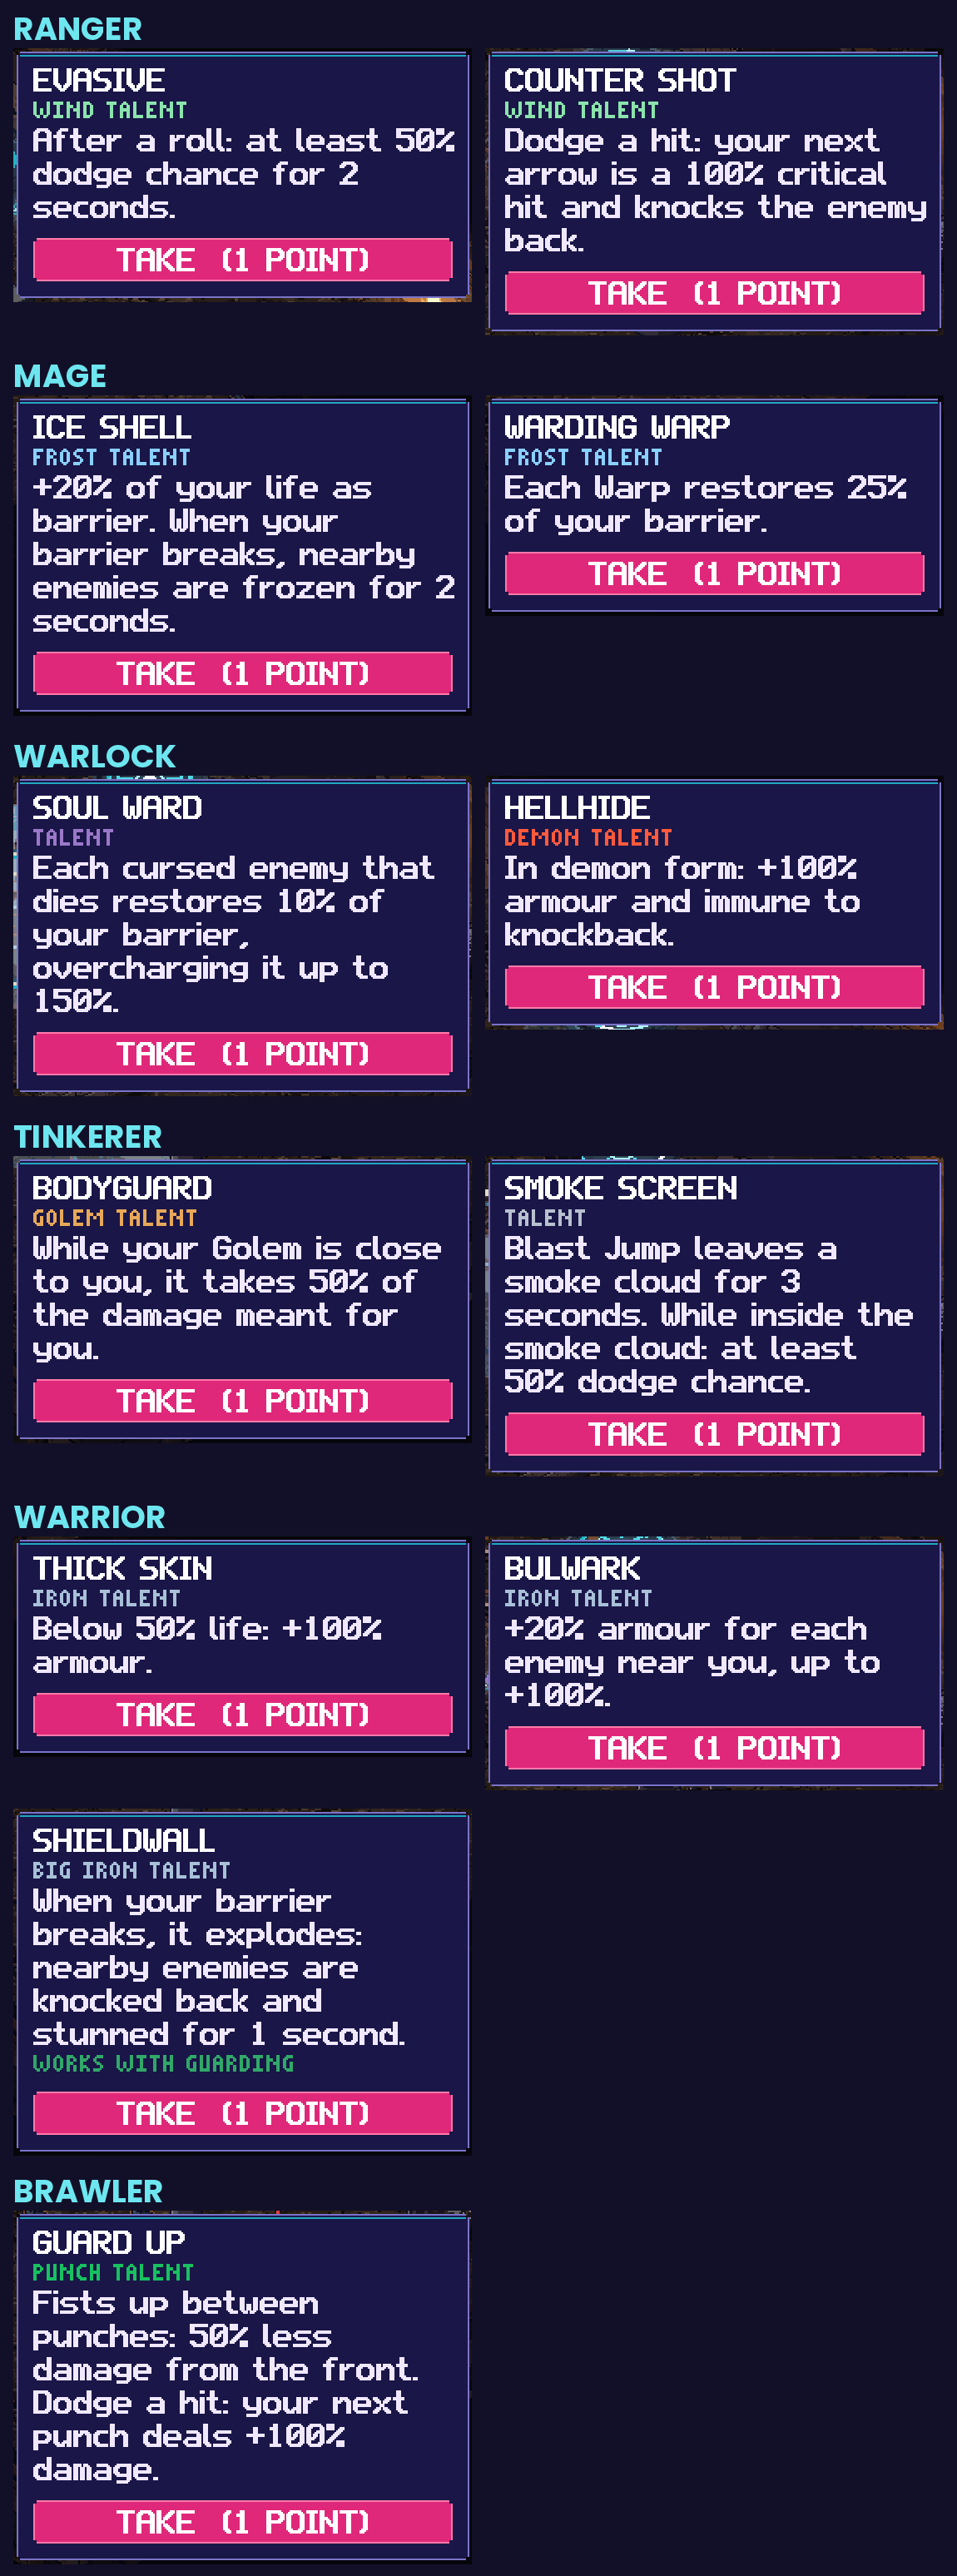 RANGER
EVASIVE
WIND TALENT
After a roll: at least 50%
dodge chance for 2
seconds.
TAKE (1 POINT)
COUNTER SHOT
WIND TALENT
Dodge a hit: your next
arrow is a 100% critical
hit and knocks the enemy
back.
TAKE (1 POINT)
MAGE
ICE SHELL
FROST TALENT
+20% of your life as
barrier. When your
barrier breaks, nearby
enemies are frozen for 2
seconds.
TAKE (1 POINT)
WARDING WARP
FROST TALENT
Each Warp restores 25%
of your barrier.
TAKE (1 POINT)
WARLOCK
SOUL WARD
TALENT
Each cursed enemy that
dies restores 10% of
your barrier,
overcharging it up to
150%.
TAKE (1 POINT)
HELLHIDE
DEMON TALENT
In demon form: +100%
armour and immune to
knockback.
TAKE (1 POINT)
TINKERER
BODYGUARD
GOLEM TALENT
While your Golem is close
to you, it takes 50% of
the damage meant for
you.
TAKE (1 POINT)
SMOKE SCREEN
TALENT
Blast Jump leaves a
smoke cloud for 3
seconds. While inside the
smoke cloud: at least
50% dodge chance.
TAKE (1 POINT)
WARRIOR
THICK SKIN
IRON TALENT
Below 50% life: +100%
armour.
TAKE (1 POINT)
BULWARK
IRON TALENT
+20% armour for each
enemy near you, up to
+100%.
TAKE (1 POINT)
SHIELDWALL
BIG IRON TALENT
When your barrier
breaks, it explodes:
nearby enemies are
knocked back and
stunned for 1 second.
WORKS WITH GUARDING
TAKE (1 POINT)
BRAWLER
GUARD UP
PUNCH TALENT
Fists up between
punches: 50% less
damage from the front.
Dodge a hit: your next
punch deals +100%
damage.
TAKE (1 POINT)